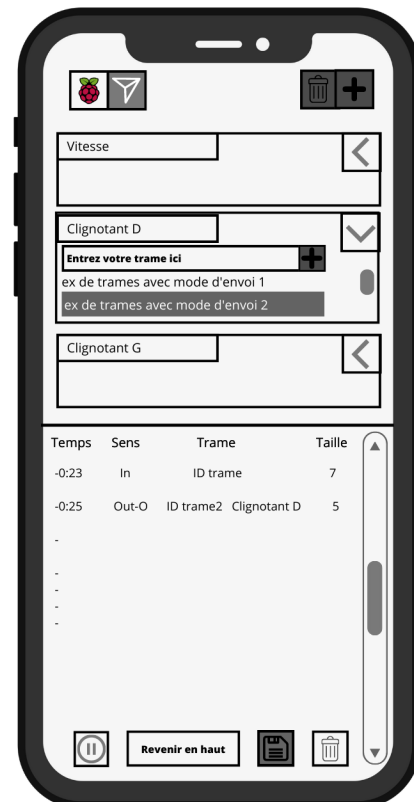 Vitesse
Clignotant D
Entrez votre trame ici
ex de trames avec mode d'envoi 1
ex de trames avec mode d'envoi 2
Clignotant G
Temps Sens Trame Taille
-0:23 In ID trame 7
-0:25 Out-O ID trame2 Clignotant D 5
-
-
-
-
-
Revenir en haut